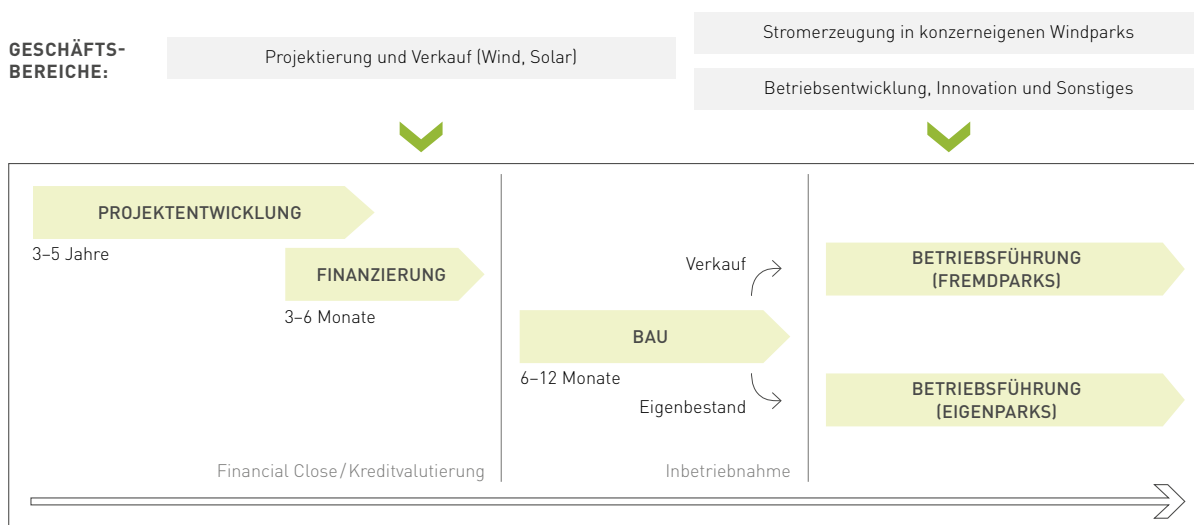 GESCHÄFTS-
BEREICHE:
Projektierung und Verkauf (Wind, Solar)
Stromerzeugung in konzerneigenen Windparks
Betriebsentwicklung, Innovation und Sonstiges
PROJEKTENTWICKLUNG
3–5 Jahre
FINANZIERUNG
3–6 Monate
Financial Close/Kreditvalutierung
BAU
6–12 Monate
Verkauf
Eigenbestand
Inbetriebnahme
BETRIEBSFÜHRUNG
(FREMDPARKS)
BETRIEBSFÜHRUNG
(EIGENPARKS)